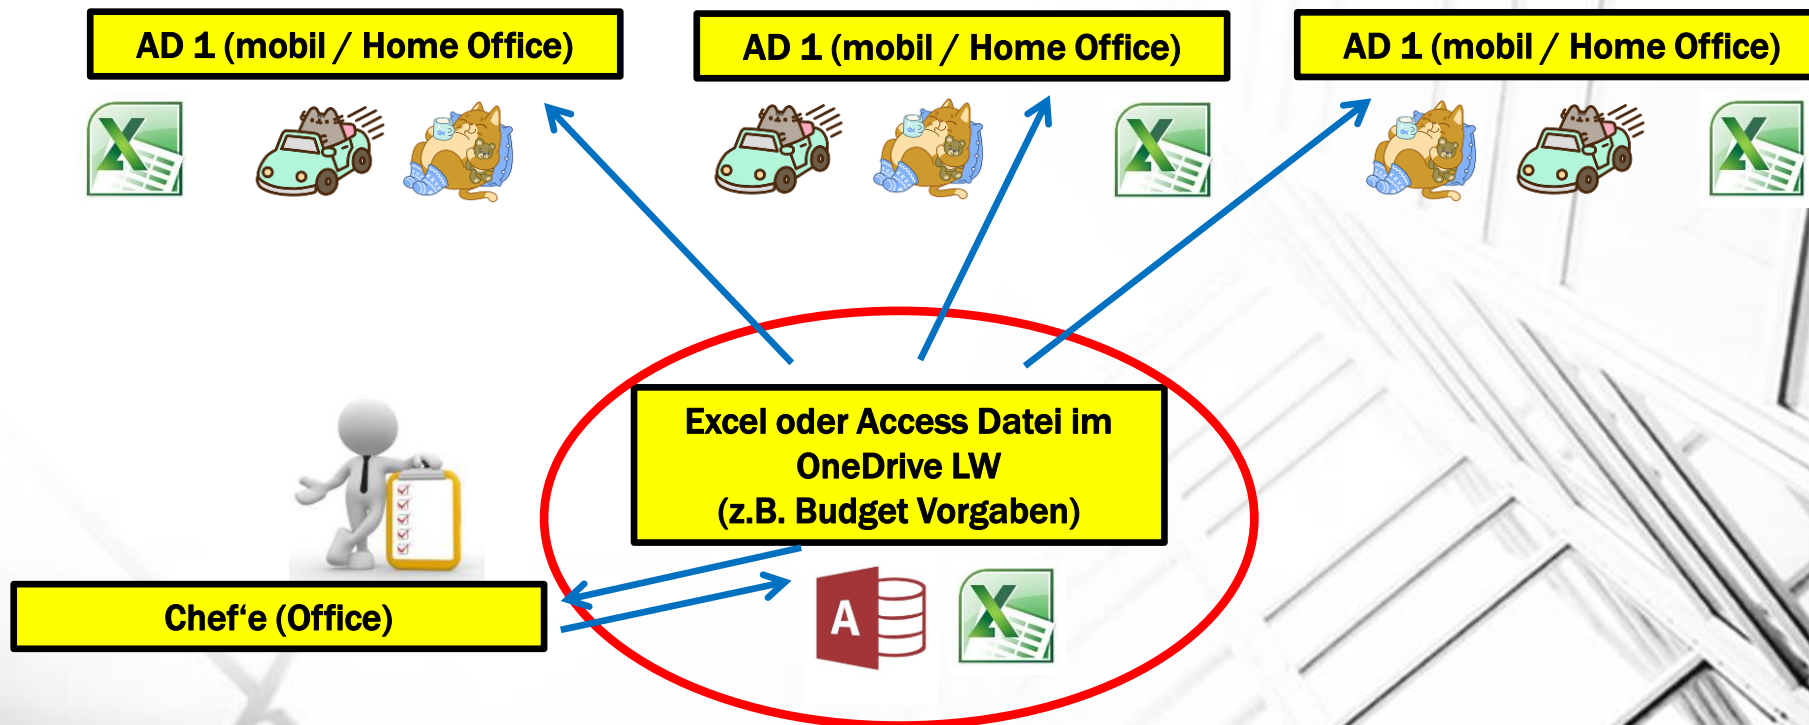 AD 1 (mobil / Home Office)
AD 1 (mobil / Home Office)
AD 1 (mobil / Home Office)
Excel oder Access Datei im
OneDrive LW
(z.B. Budget Vorgaben)
Chef‘e (Office)
A